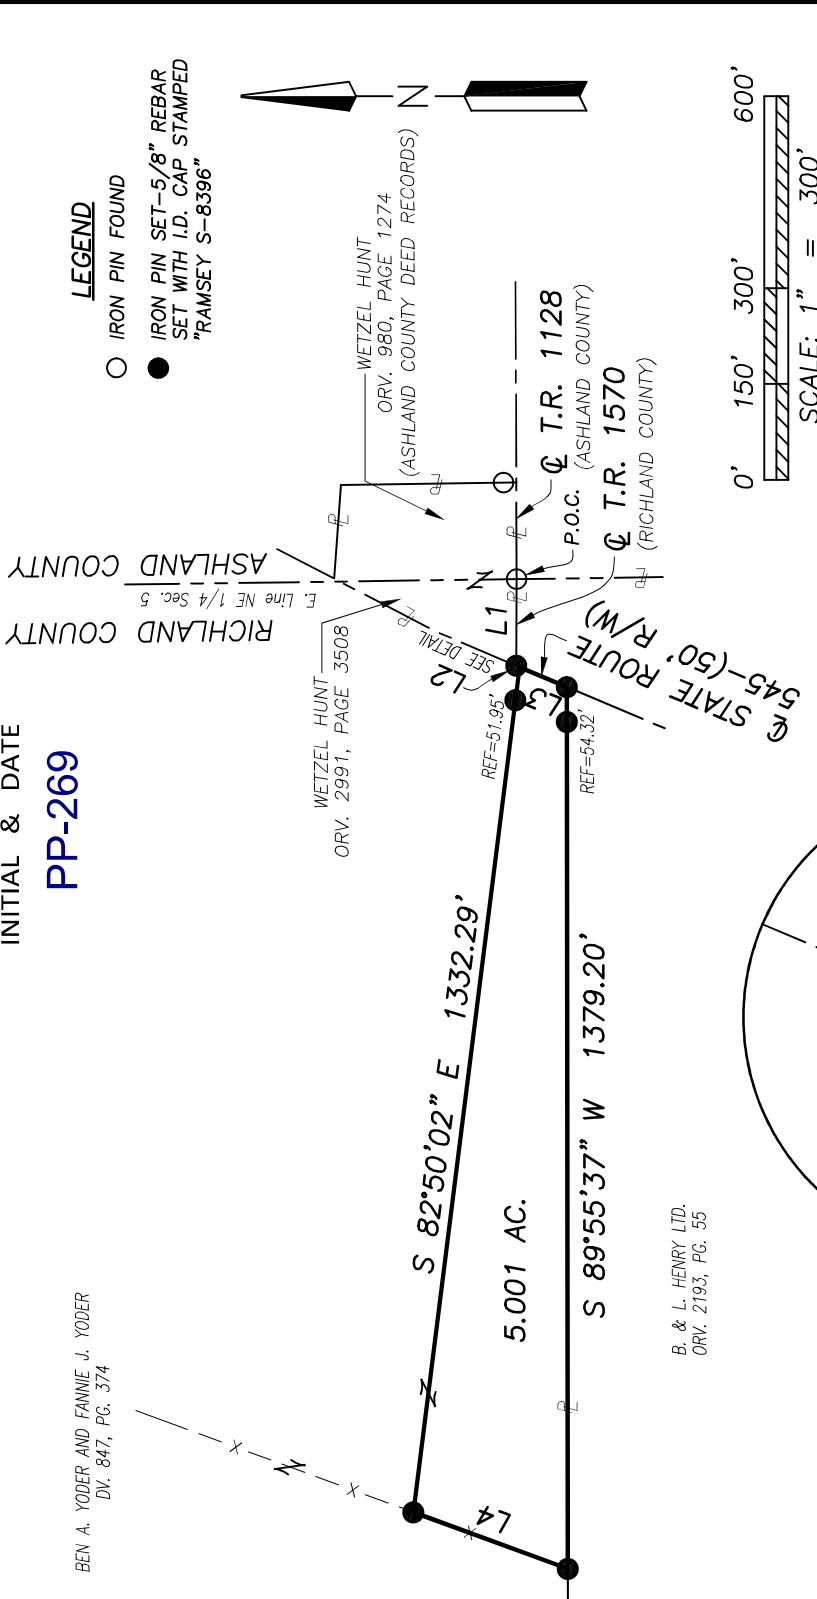 INITIAL & DATE
PP-269
LEGEND
IRON PIN FOUND
IRON PIN SET-5/8" REBAR
SET WITH I.D. CAP STAMPED
"RAMSEY S-8396"
N
WETZEL HUNT
ORV. 980, PAGE 1274
(ASHLAND COUNTY DEED RECORDS)
ASHLAND COUNTY
E. Line NE 1/4 Sec. 5
RICHLAND COUNTY
WETZEL HUNT
ORV. 2991, PAGE 3508
SEE DETAIL
L1
L2
L3
P.O.C.
℄ T.R. 1128
(ASHLAND COUNTY)
℄ T.R. 1570
(RICHLAND COUNTY)
℄ STATE ROUTE
545-(50' R/W)
REF=51.95'
REF=54.32'
0' 150' 300' 600'
SCALE: 1" = 300'
S 82°50'02" E 1332.29'
5.001 AC.
S 89°55'37" W 1379.20'
L4
BEN A. YODER AND FANNIE J. YODER
DV. 847, PG. 374
B. & L. HENRY LTD.
ORV. 2193, PG. 55